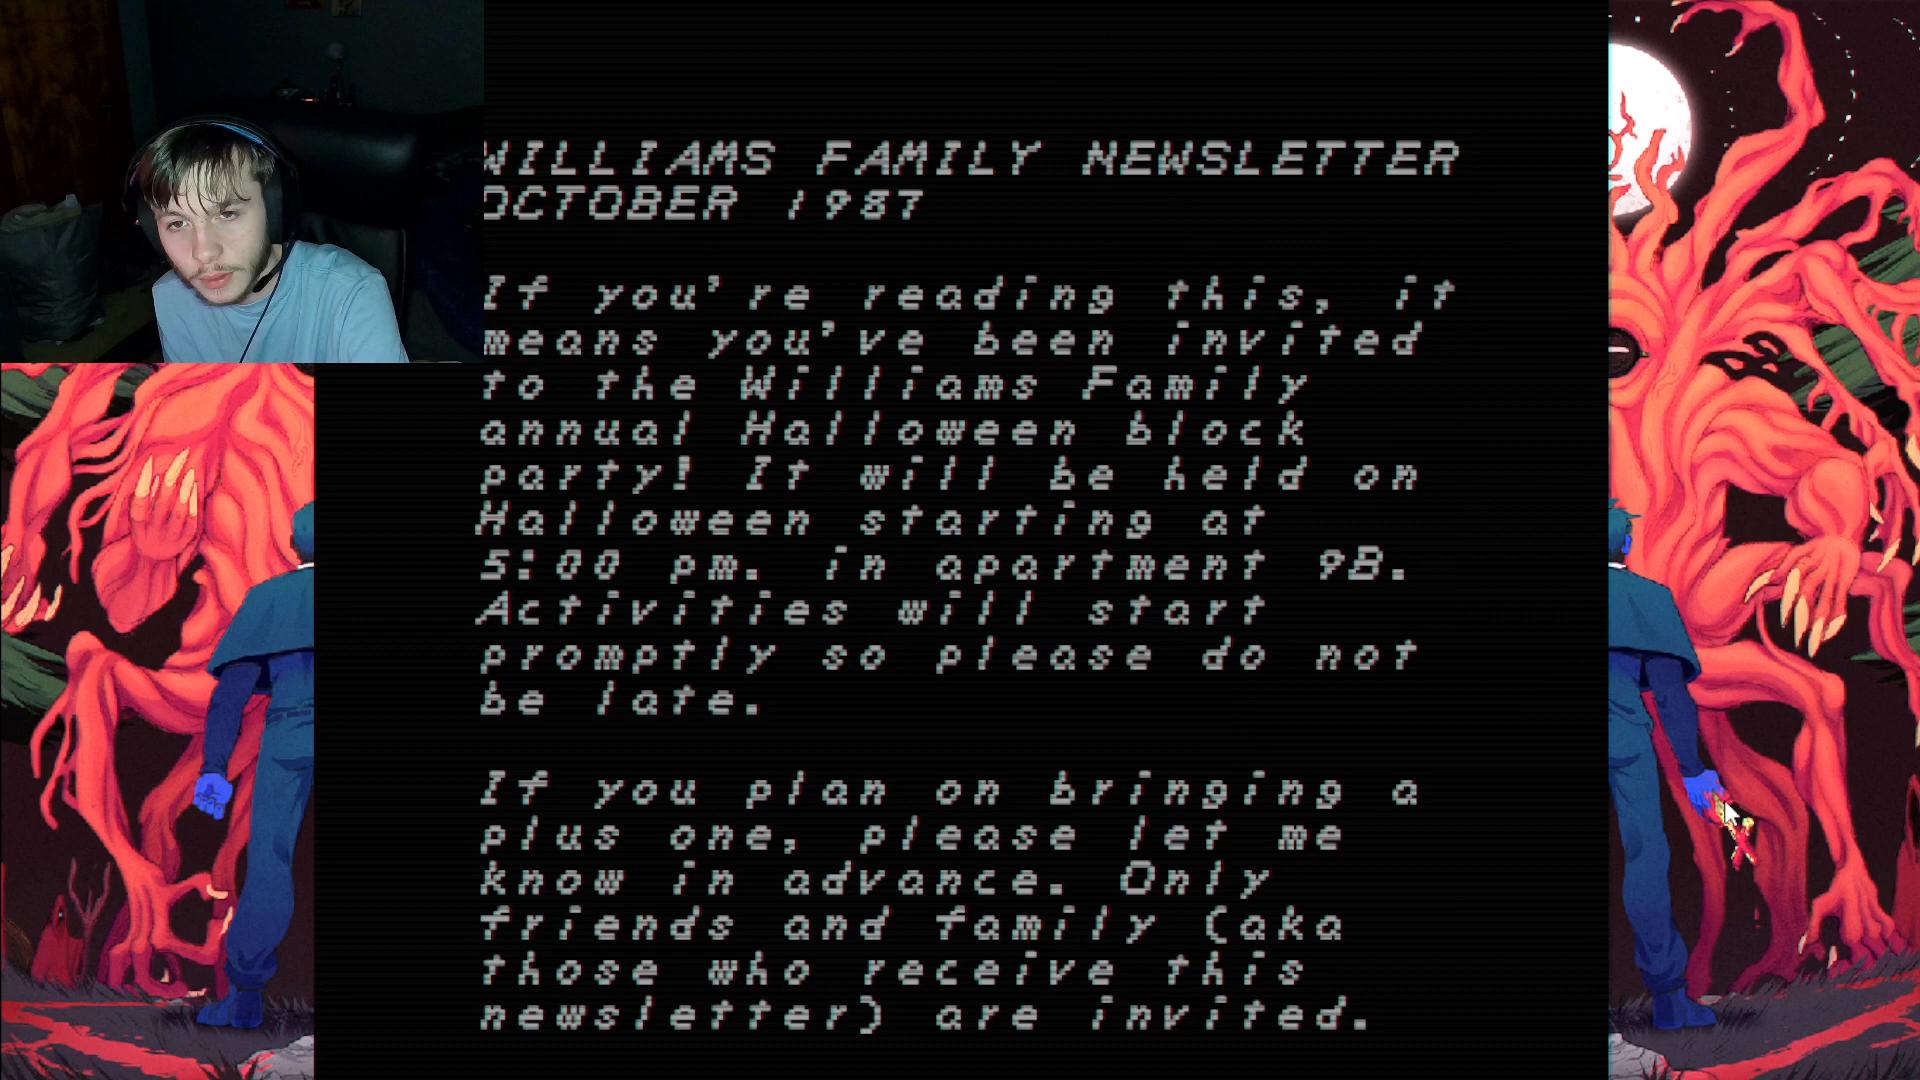 WILLIAMS FAMILY NEWSLETTER
OCTOBER 1987
If you're reading this, it
means you've been invited
to the Williams Family
annual Halloween block
party! It will be held on
Halloween starting at
5:00 pm. in apartment 9B.
Activities will start
promptly so please do not
be late.
If you plan on bringing a
plus one, please let me
know in advance. Only
friends and family (aka
those who receive this
newsletter) are invited.